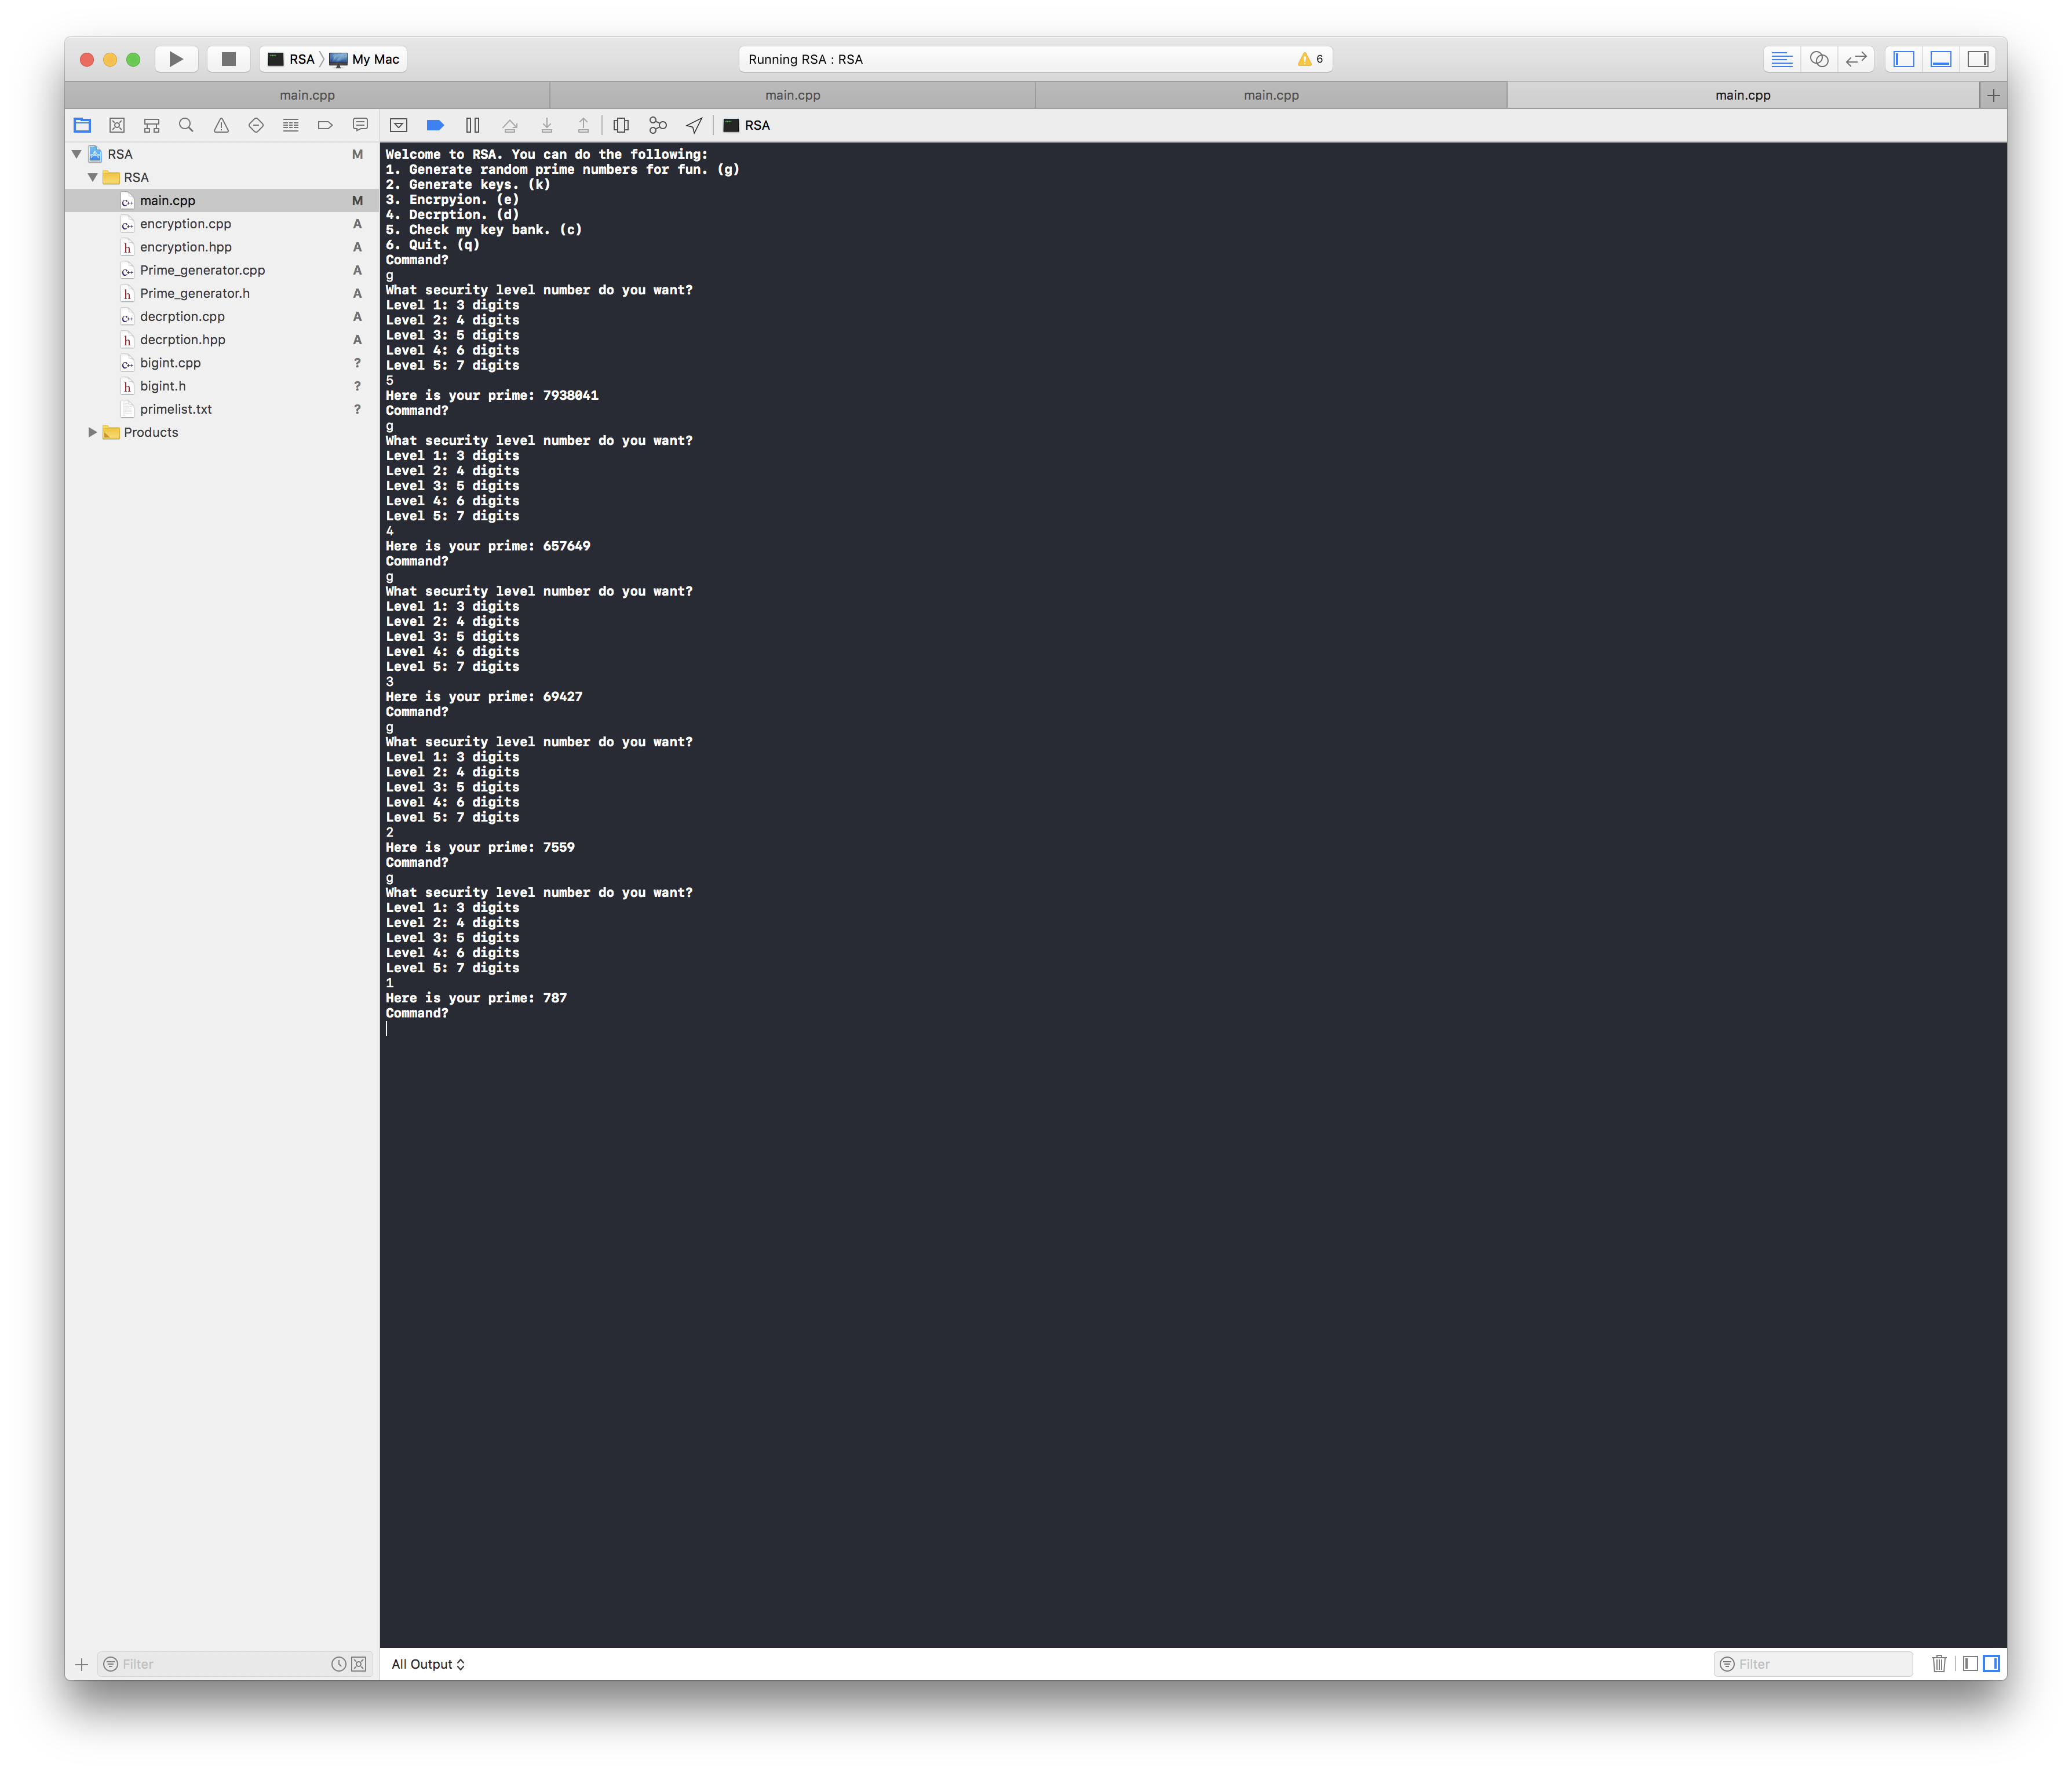 RSA My Mac
Running RSA : RSA 6
main.cpp main.cpp main.cpp main.cpp
RSA
RSA M
RSA
main.cpp M
encryption.cpp A
encryption.hpp A
Prime_generator.cpp A
Prime_generator.h A
decrption.cpp A
decrption.hpp A
bigint.cpp ?
bigint.h ?
primelist.txt ?
Products
Welcome to RSA. You can do the following:
1. Generate random prime numbers for fun. (g)
2. Generate keys. (k)
3. Encrpyion. (e)
4. Decrption. (d)
5. Check my key bank. (c)
6. Quit. (q)
Command?
g
What security level number do you want?
Level 1: 3 digits
Level 2: 4 digits
Level 3: 5 digits
Level 4: 6 digits
Level 5: 7 digits
5
Here is your prime: 7938041
Command?
g
What security level number do you want?
Level 1: 3 digits
Level 2: 4 digits
Level 3: 5 digits
Level 4: 6 digits
Level 5: 7 digits
4
Here is your prime: 657649
Command?
g
What security level number do you want?
Level 1: 3 digits
Level 2: 4 digits
Level 3: 5 digits
Level 4: 6 digits
Level 5: 7 digits
3
Here is your prime: 69427
Command?
g
What security level number do you want?
Level 1: 3 digits
Level 2: 4 digits
Level 3: 5 digits
Level 4: 6 digits
Level 5: 7 digits
2
Here is your prime: 7559
Command?
g
What security level number do you want?
Level 1: 3 digits
Level 2: 4 digits
Level 3: 5 digits
Level 4: 6 digits
Level 5: 7 digits
1
Here is your prime: 787
Command?
Filter
All Output
Filter